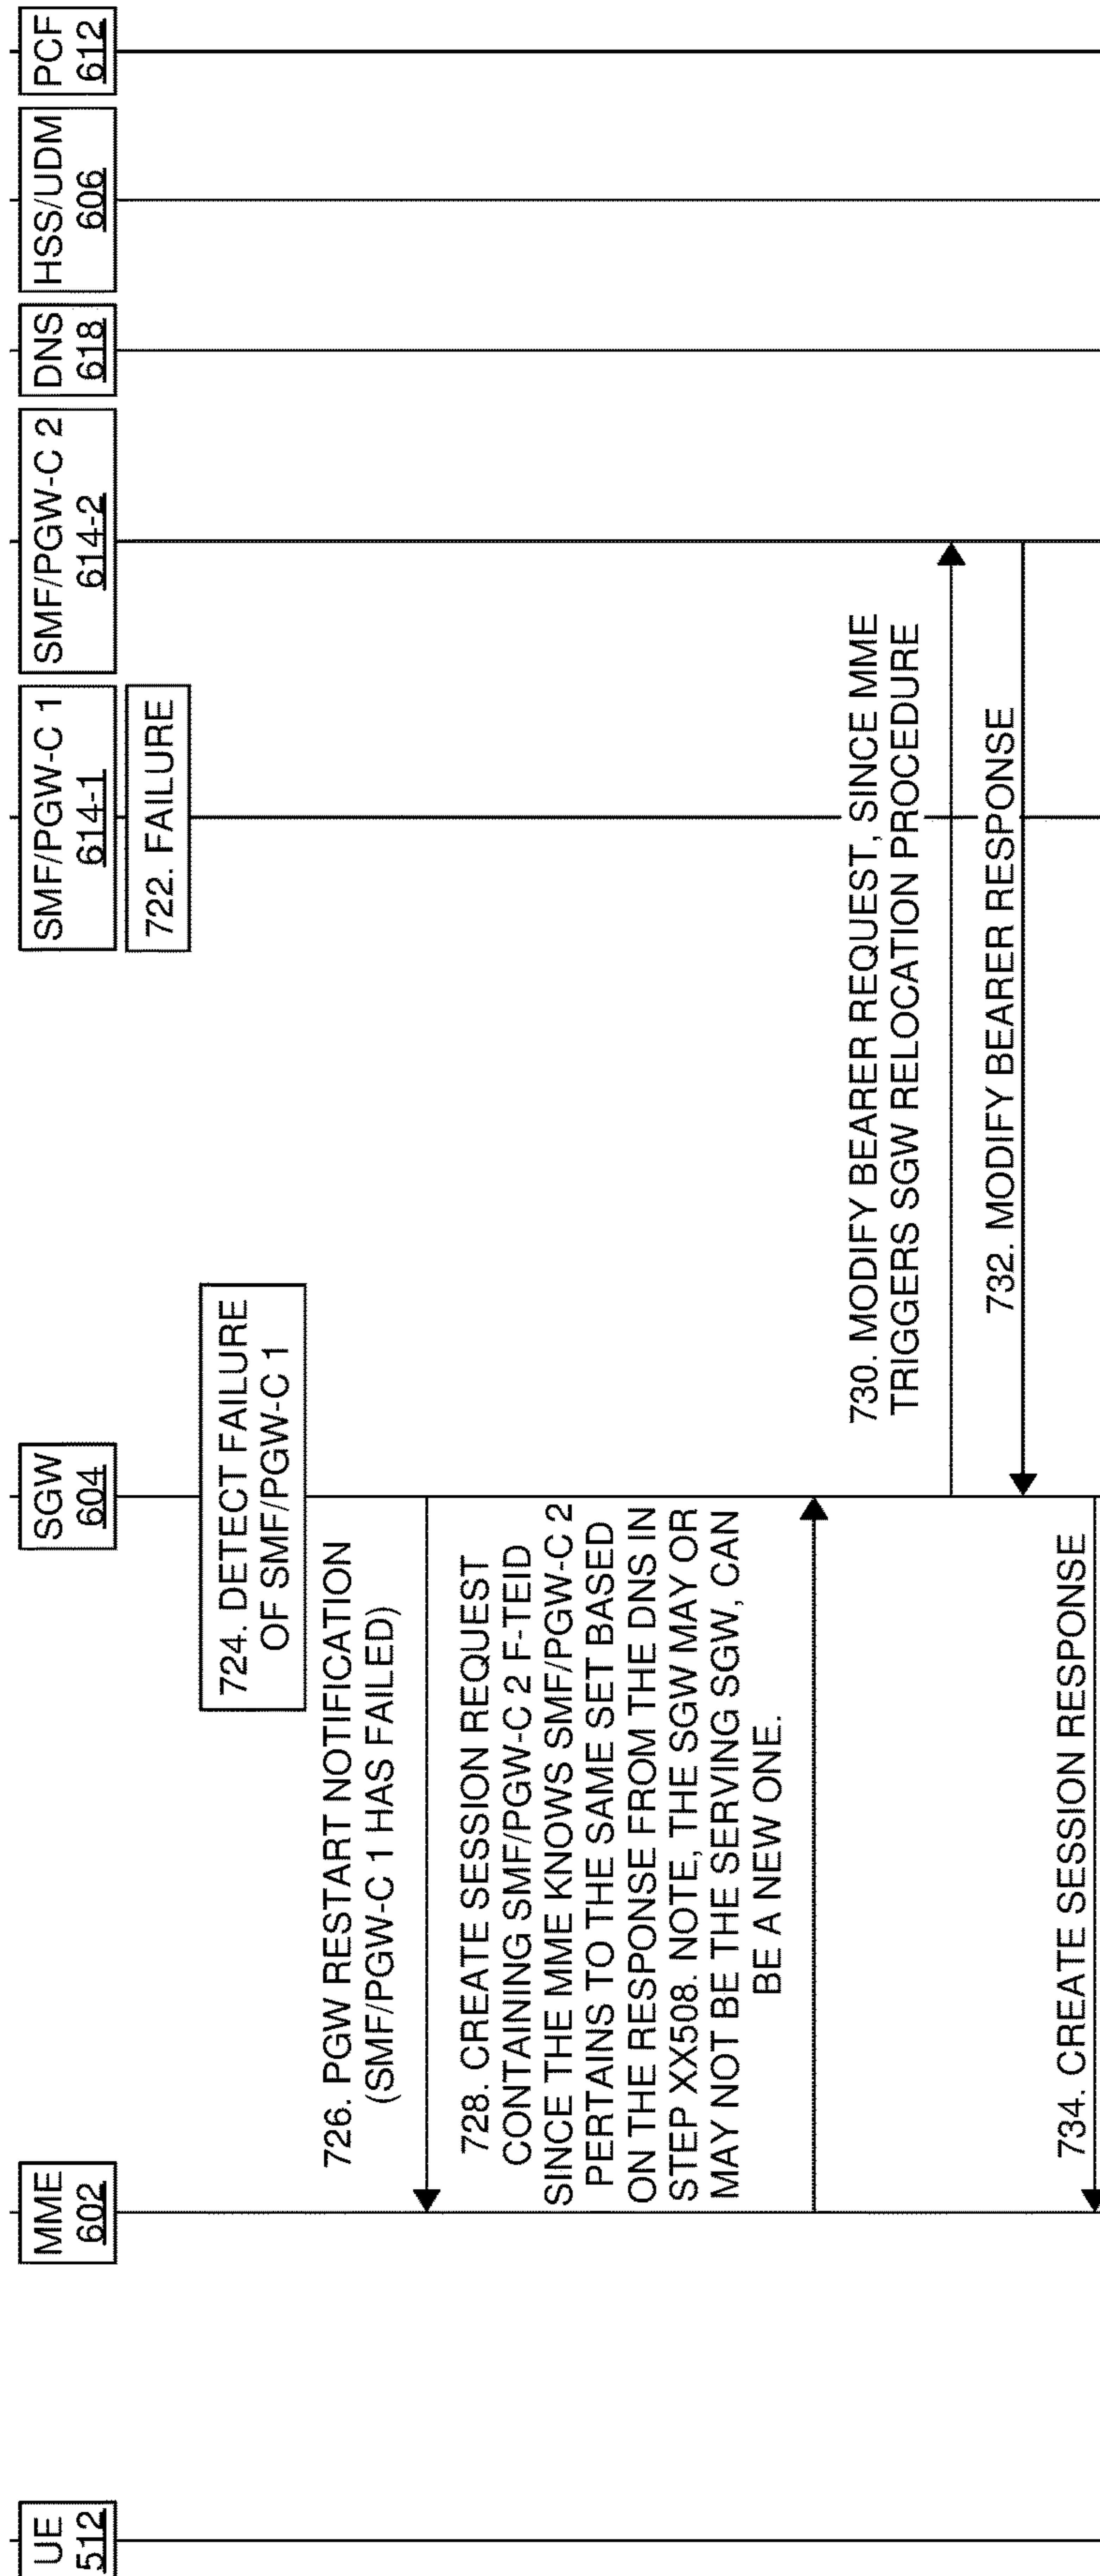 UE
512
MME
602
SGW
604
SMF/PGW-C 1
614-1
SMF/PGW-C 2
614-2
DNS
618
HSS/UDM
606
PCF
612
722. FAILURE
724. DETECT FAILURE
OF SMF/PGW-C 1
726. PGW RESTART NOTIFICATION
(SMF/PGW-C 1 HAS FAILED)
728. CREATE SESSION REQUEST
CONTAINING SMF/PGW-C 2 F-TEID
SINCE THE MME KNOWS SMF/PGW-C 2
PERTAINS TO THE SAME SET BASED
ON THE RESPONSE FROM THE DNS IN
STEP XX508. NOTE, THE SGW MAY OR
MAY NOT BE THE SERVING SGW, CAN
BE A NEW ONE.
730. MODIFY BEARER REQUEST, SINCE MME
TRIGGERS SGW RELOCATION PROCEDURE
732. MODIFY BEARER RESPONSE
734. CREATE SESSION RESPONSE